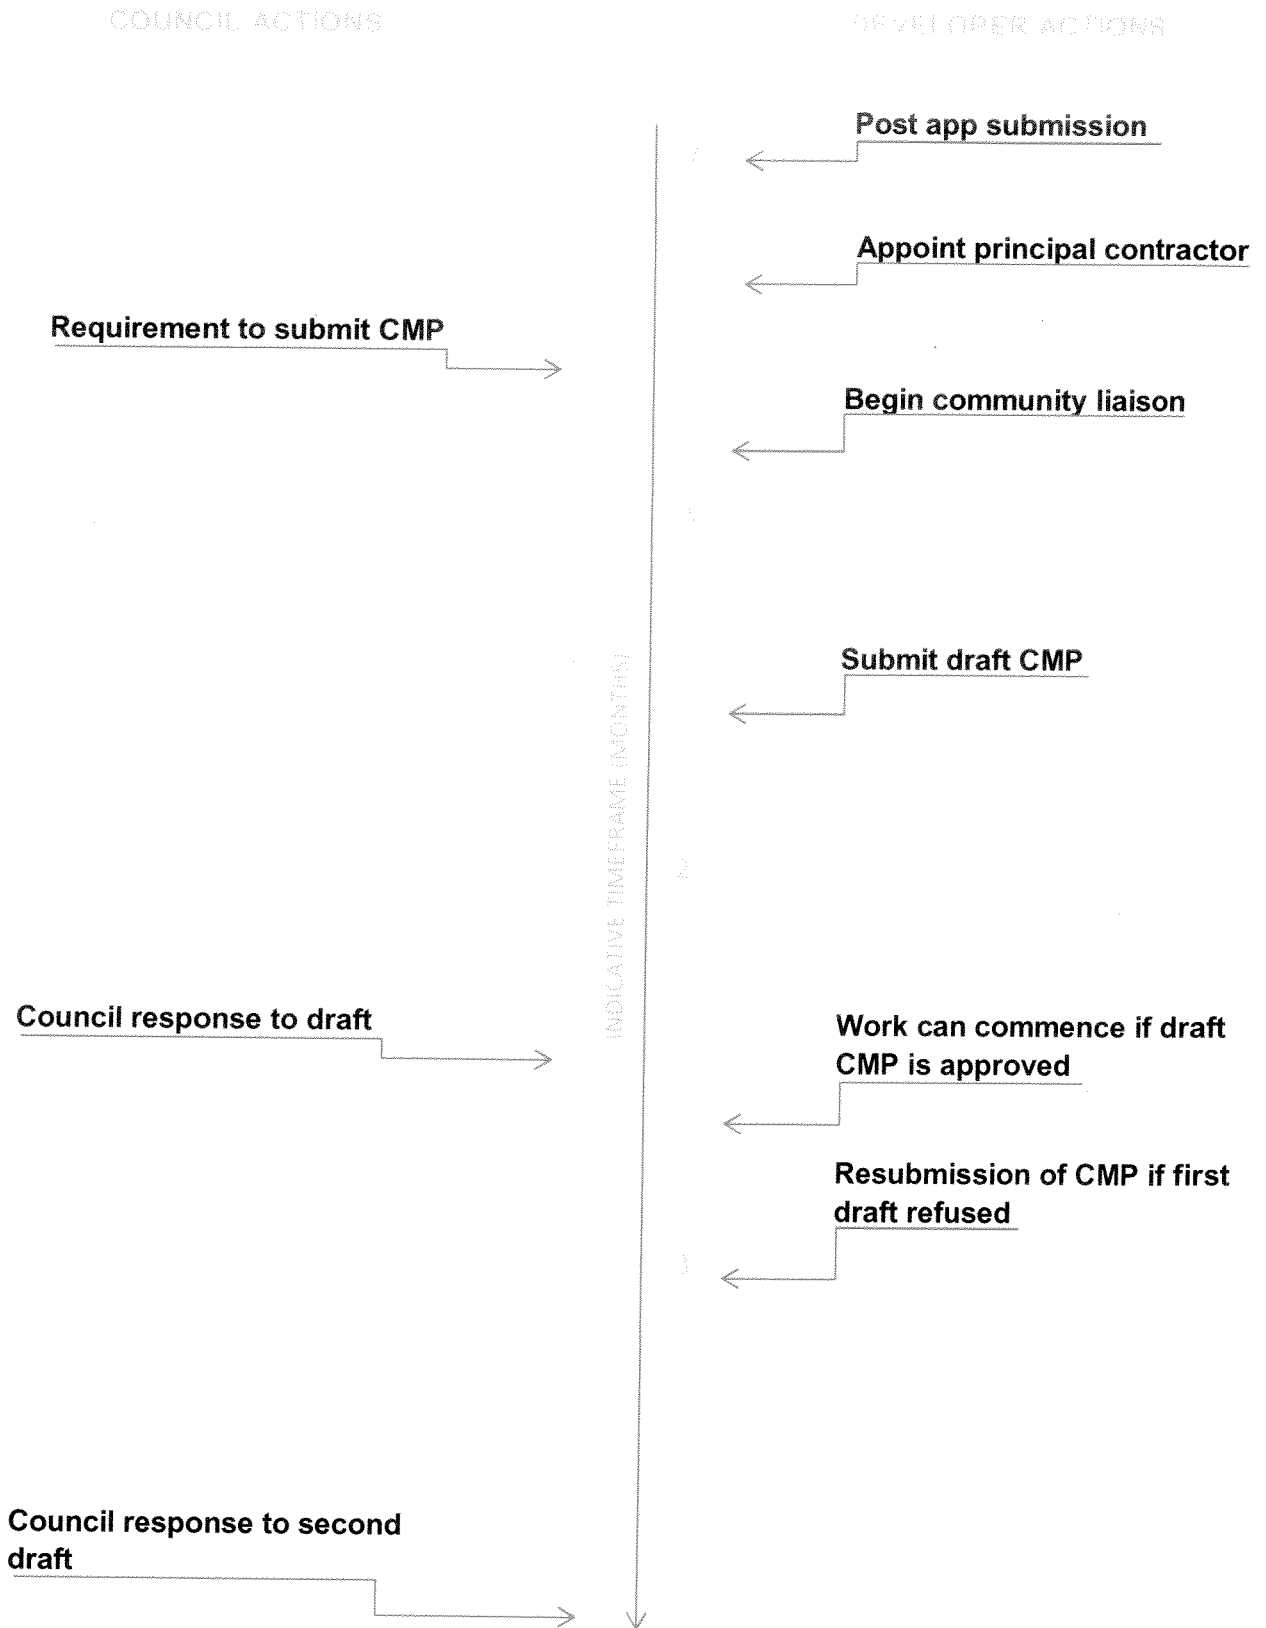 COUNCIL ACTIONS
DEVELOPER ACTIONS
Post app submission
Appoint principal contractor
Requirement to submit CMP
Begin community liaison
Submit draft CMP
INDICATIVE TIMEFRAME (MONTHS)
2
Council response to draft
Work can commence if draft
CMP is approved
Resubmission of CMP if first
draft refused
3
Council response to second
draft